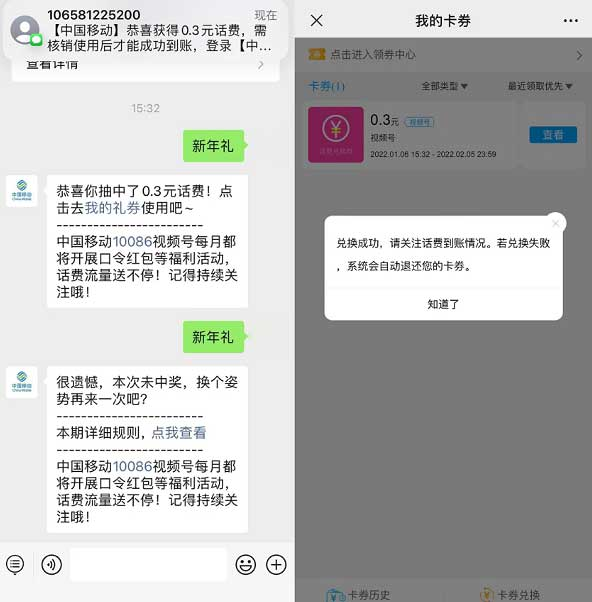 106581225200
现在
【中国移动】恭喜获得0.3元话费，需
核销使用后才能成功到账，登录【中...
查看详情
15:32
新年礼
中国移动
China Mobile
恭喜你抽中了0.3元话费！点
击去我的礼券使用吧~
-----------------------
中国移动10086视频号每月都
将开展口令红包等福利活动，
话费流量送不停！记得持续关
注哦！
新年礼
中国移动
China Mobile
很遗憾，本次未中奖，换个姿
势再来一次吧？
-----------------------
本期详细规则，点我查看
-----------------------
中国移动10086视频号每月都
将开展口令红包等福利活动，
话费流量送不停！记得持续关
注哦！
我的卡券
点击进入领券中心
卡券(1)
全部类型
最近领取优先
0.3元
视频号
视频号
2022.01.06 15:32 - 2022.02.05 23:59
查看
兑换成功，请关注话费到账情况。若兑换失败
，系统会自动退还您的卡券。
知道了
卡券历史
卡券兑换